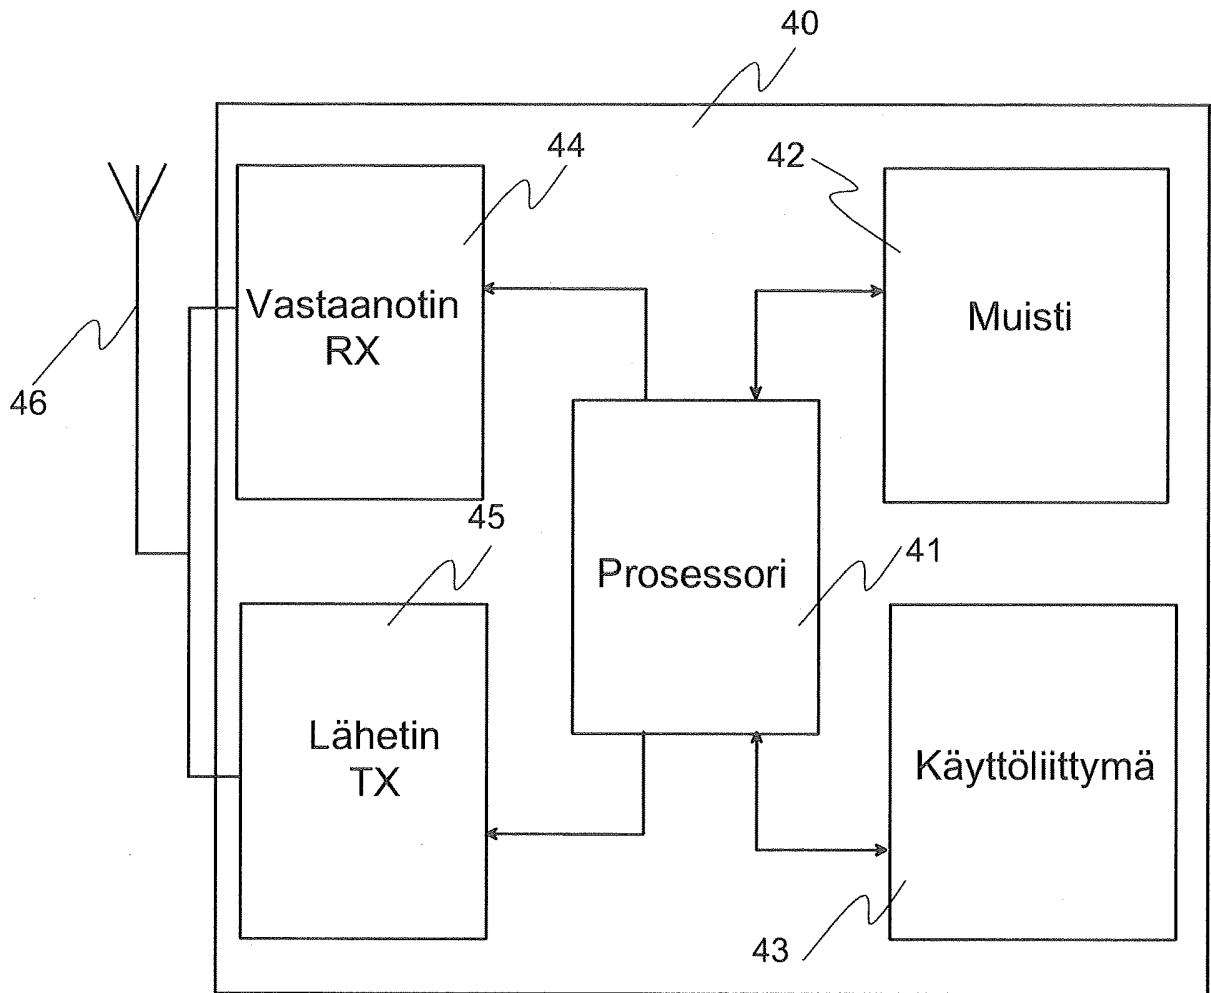 40
44
42
Vastaanotin
RX
Muisti
46
45
41
Prosessori
Lähetin
TX
Käyttöliittymä
43